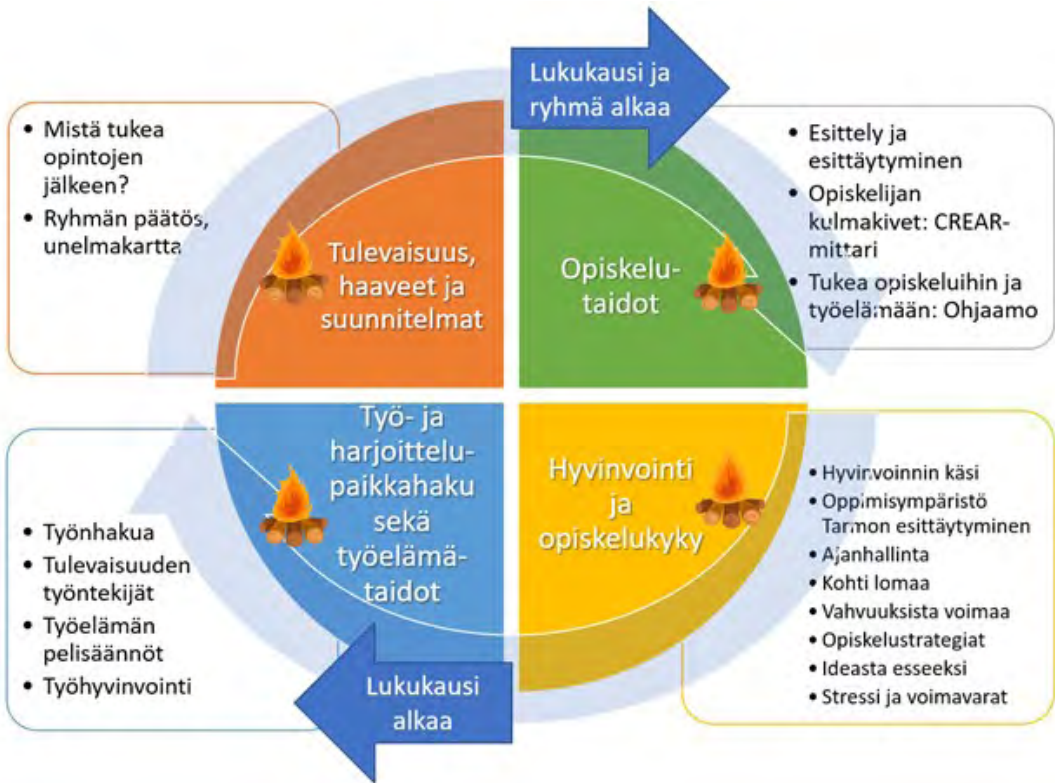 Lukukausi ja
ryhmä alkaa
• Mistä tukea
opintojen
jälkeen?
• Ryhmän päätös,
unelmakartta
Tulevaisuus,
haaveet ja
suunnitelmat
Opiskelu-
taidot
• Esittely ja
esittäytyminen
• Opiskelijan
kulmakivet: CREAR-
mittari
• Tukea opiskeluihin ja
työelämään: Ohjaamo
• Työnhakua
• Tulevaisuuden
työntekijät
• Työelämän
pelisäännöt
• Työhyvinvointi
Työ- ja
harjoittelu-
paikkahaku
sekä
työelämä-
taidot
Hyvinvointi
ja
opiskelukyky
• Hyvinvoinnin käsi
• Oppimisympäristö
Tarmon esittäytyminen
• Ajanhallinta
• Kohti lomaa
• Vahvuuksista voimaa
• Opiskelustrategiat
• Ideasta esseeksi
• Stressi ja voimavarat
Lukukausi
alkaa